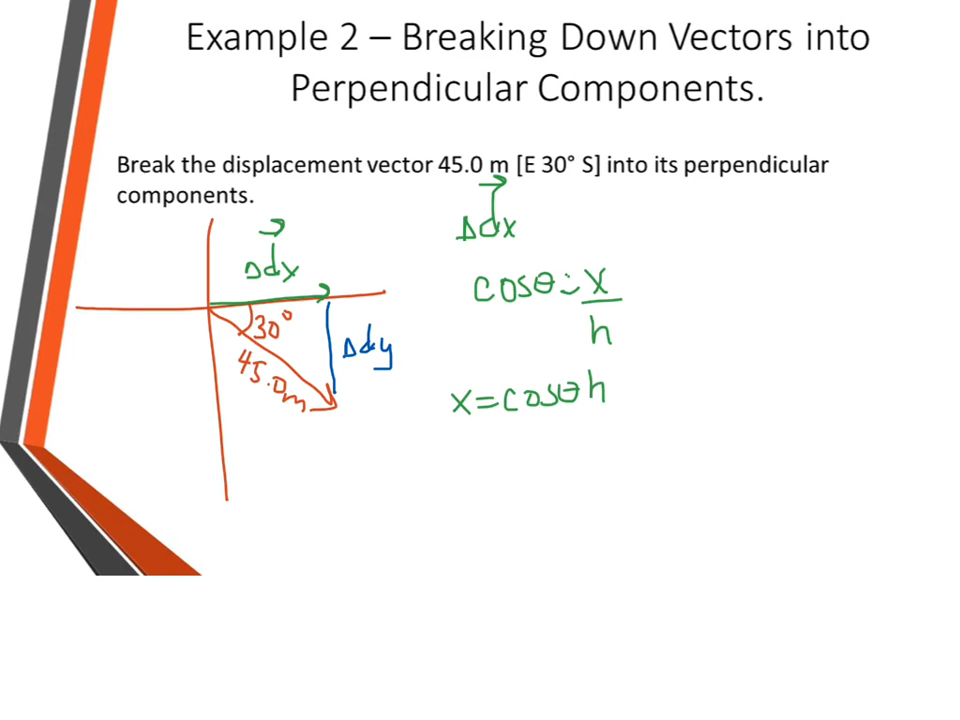 Example 2 – Breaking Down Vectors into
Perpendicular Components.
Break the displacement vector 45.0 m [E 30° S] into its perpendicular
components.
Δdx
30°
45.0m
Δdy
Δdx
cosθ = x
h
x=cosθh